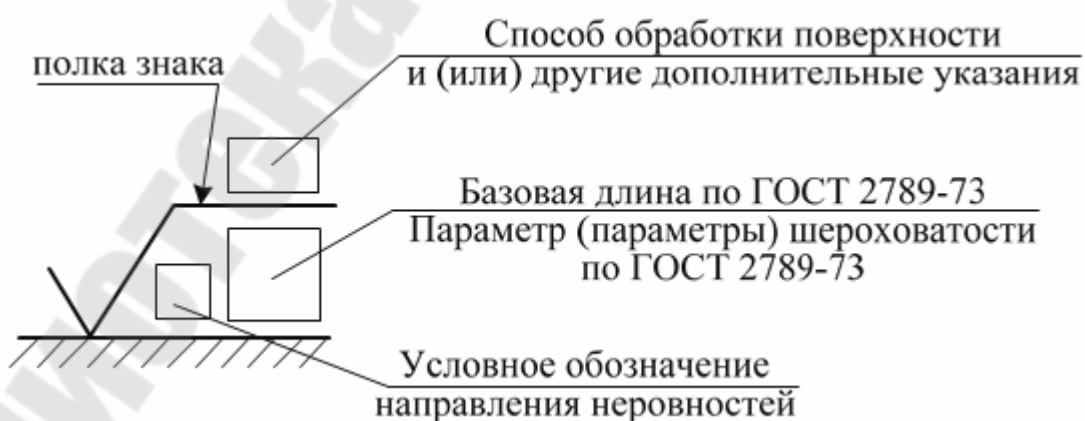 Способ обработки поверхности
и (или) другие дополнительные указания
полка знака
Базовая длина по ГОСТ 2789-73
Параметр (параметры) шероховатости
по ГОСТ 2789-73
Условное обозначение
направления неровностей